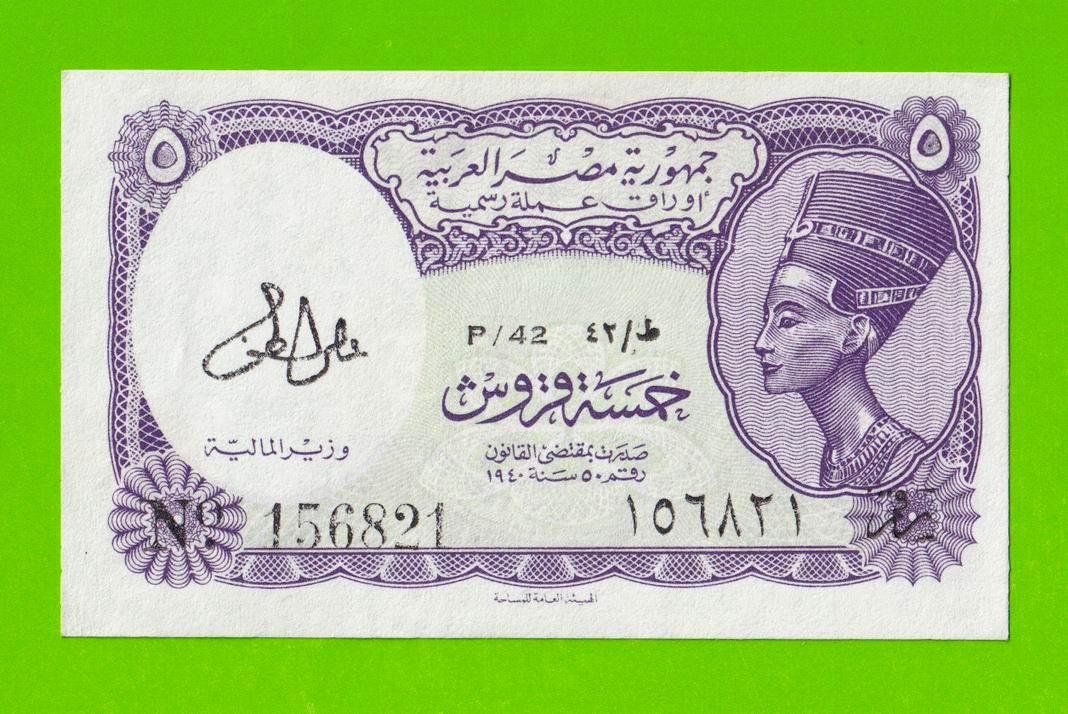 ٥ ٥
جمهورية مصر العربية
أوراق عملة رسمية
P/42 ط/٤٢
خمسة قروش
صدرت بمقتضى القانون
رقم ٥٠ سنة ١٩٤٠
وزير المالية
Nº 156821 ١٥٦٨٢١
الهيئة العامة للمساحة